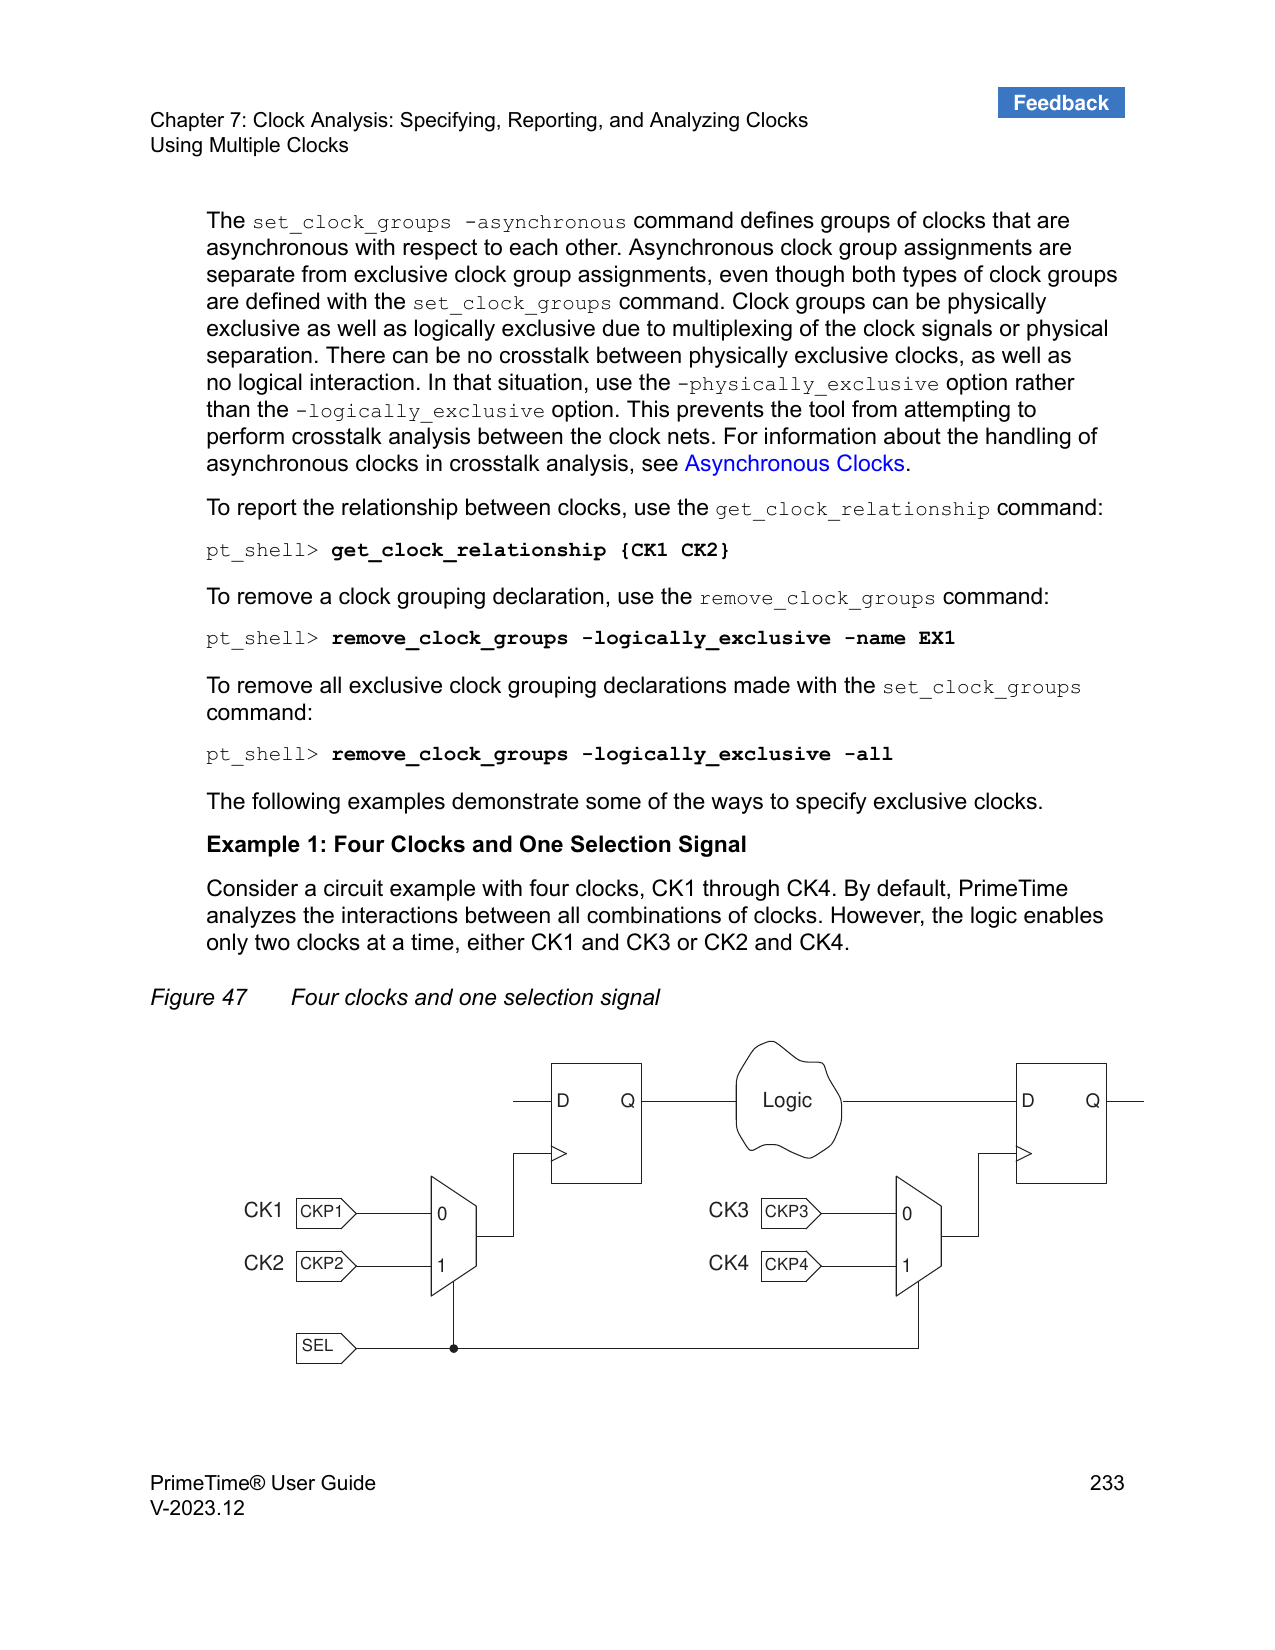 Feedback
Chapter 7: Clock Analysis: Specifying, Reporting, and Analyzing Clocks
Using Multiple Clocks
The set_clock_groups -asynchronous command defines groups of clocks that are
asynchronous with respect to each other. Asynchronous clock group assignments are
separate from exclusive clock group assignments, even though both types of clock groups
are defined with the set_clock_groups command. Clock groups can be physically
exclusive as well as logically exclusive due to multiplexing of the clock signals or physical
separation. There can be no crosstalk between physically exclusive clocks, as well as
no logical interaction. In that situation, use the -physically_exclusive option rather
than the -logically_exclusive option. This prevents the tool from attempting to
perform crosstalk analysis between the clock nets. For information about the handling of
asynchronous clocks in crosstalk analysis, see Asynchronous Clocks.
To report the relationship between clocks, use the get_clock_relationship command:
pt_shell> get_clock_relationship {CK1 CK2}
To remove a clock grouping declaration, use the remove_clock_groups command:
pt_shell> remove_clock_groups -logically_exclusive -name EX1
To remove all exclusive clock grouping declarations made with the set_clock_groups
command:
pt_shell> remove_clock_groups -logically_exclusive -all
The following examples demonstrate some of the ways to specify exclusive clocks.
Example 1: Four Clocks and One Selection Signal
Consider a circuit example with four clocks, CK1 through CK4. By default, PrimeTime
analyzes the interactions between all combinations of clocks. However, the logic enables
only two clocks at a time, either CK1 and CK3 or CK2 and CK4.
Figure 47 Four clocks and one selection signal
D Q Logic D Q
CK1 CKP1 0 CK3 CKP3 0
CK2 CKP2 1 CK4 CKP4 1
SEL
PrimeTime® User Guide 233
V-2023.12